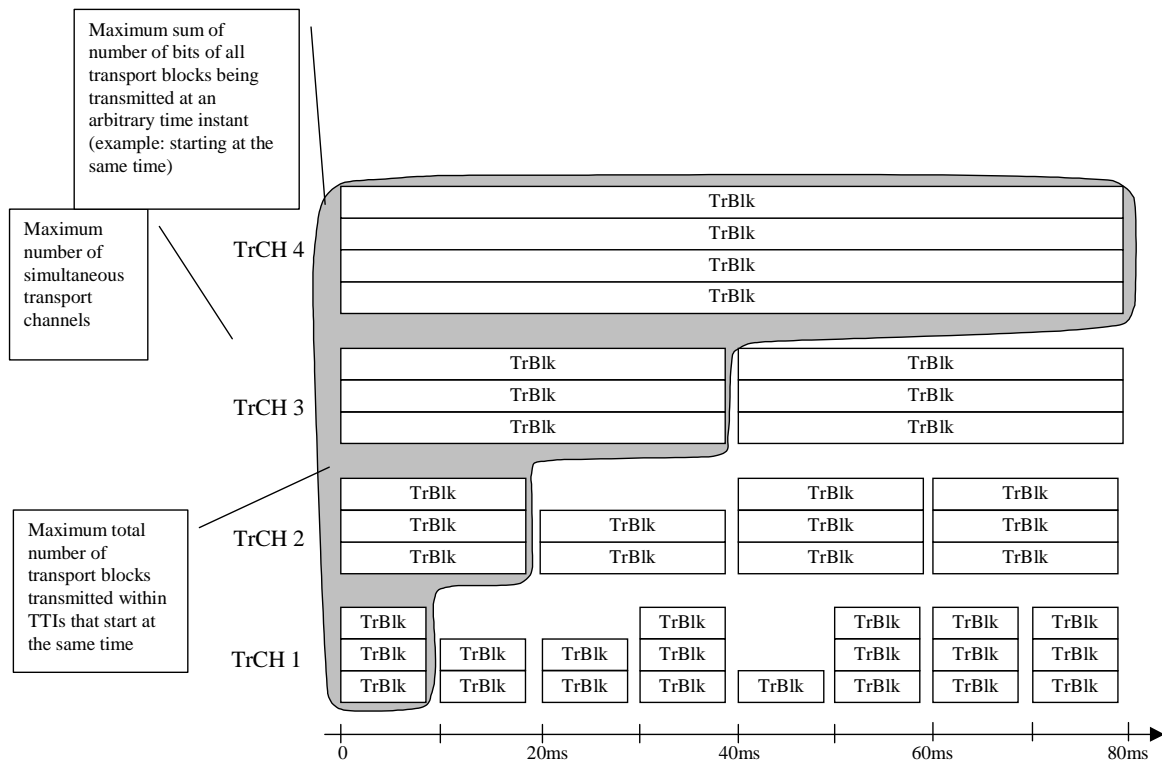 Maximum sum of
number of bits of all
transport blocks being
transmitted at an
arbitrary time instant
(example: starting at the
same time)
Maximum
number of
simultaneous
transport
channels
Maximum total
number of
transport blocks
transmitted within
TTIs that start at
the same time
TrCH 4
TrBlk
TrBlk
TrBlk
TrBlk
TrCH 3
TrBlk TrBlk
TrBlk TrBlk
TrBlk TrBlk
TrCH 2
TrBlk TrBlk TrBlk
TrBlk TrBlk TrBlk TrBlk
TrBlk TrBlk TrBlk TrBlk
TrCH 1
TrBlk TrBlk TrBlk TrBlk TrBlk
TrBlk TrBlk TrBlk TrBlk TrBlk TrBlk TrBlk
TrBlk TrBlk TrBlk TrBlk TrBlk TrBlk TrBlk TrBlk
0 20ms 40ms 60ms 80ms